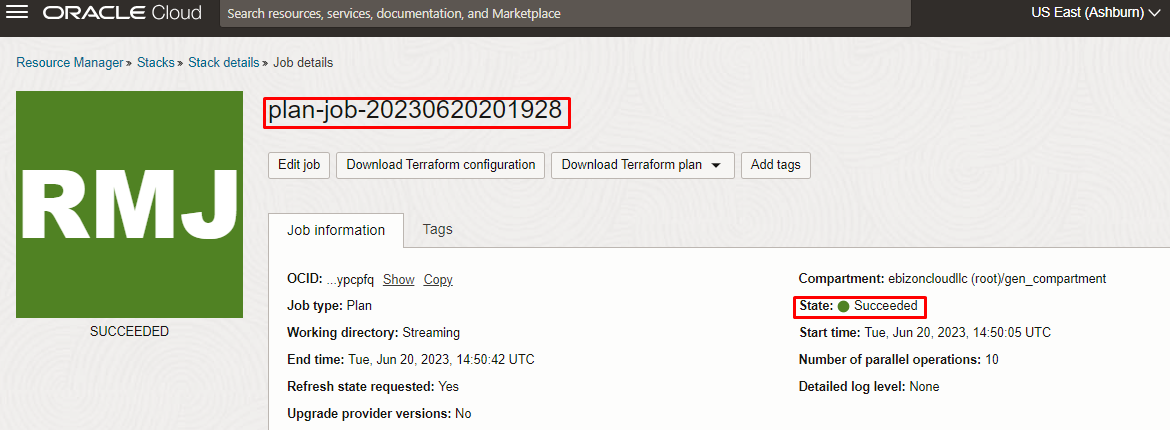 ORACLE Cloud
Search resources, services, documentation, and Marketplace
US East (Ashburn)
Resource Manager » Stacks » Stack details » Job details
RMJ
SUCCEEDED
plan-job-20230620201928
Edit job
Download Terraform configuration
Download Terraform plan
Add tags
Job information
Tags
OCID: ...ypcpfq Show Copy
Job type: Plan
Working directory: Streaming
End time: Tue, Jun 20, 2023, 14:50:42 UTC
Refresh state requested: Yes
Upgrade provider versions: No
Compartment: ebizoncloudllc (root)/gen_compartment
State: Succeeded
Start time: Tue, Jun 20, 2023, 14:50:05 UTC
Number of parallel operations: 10
Detailed log level: None